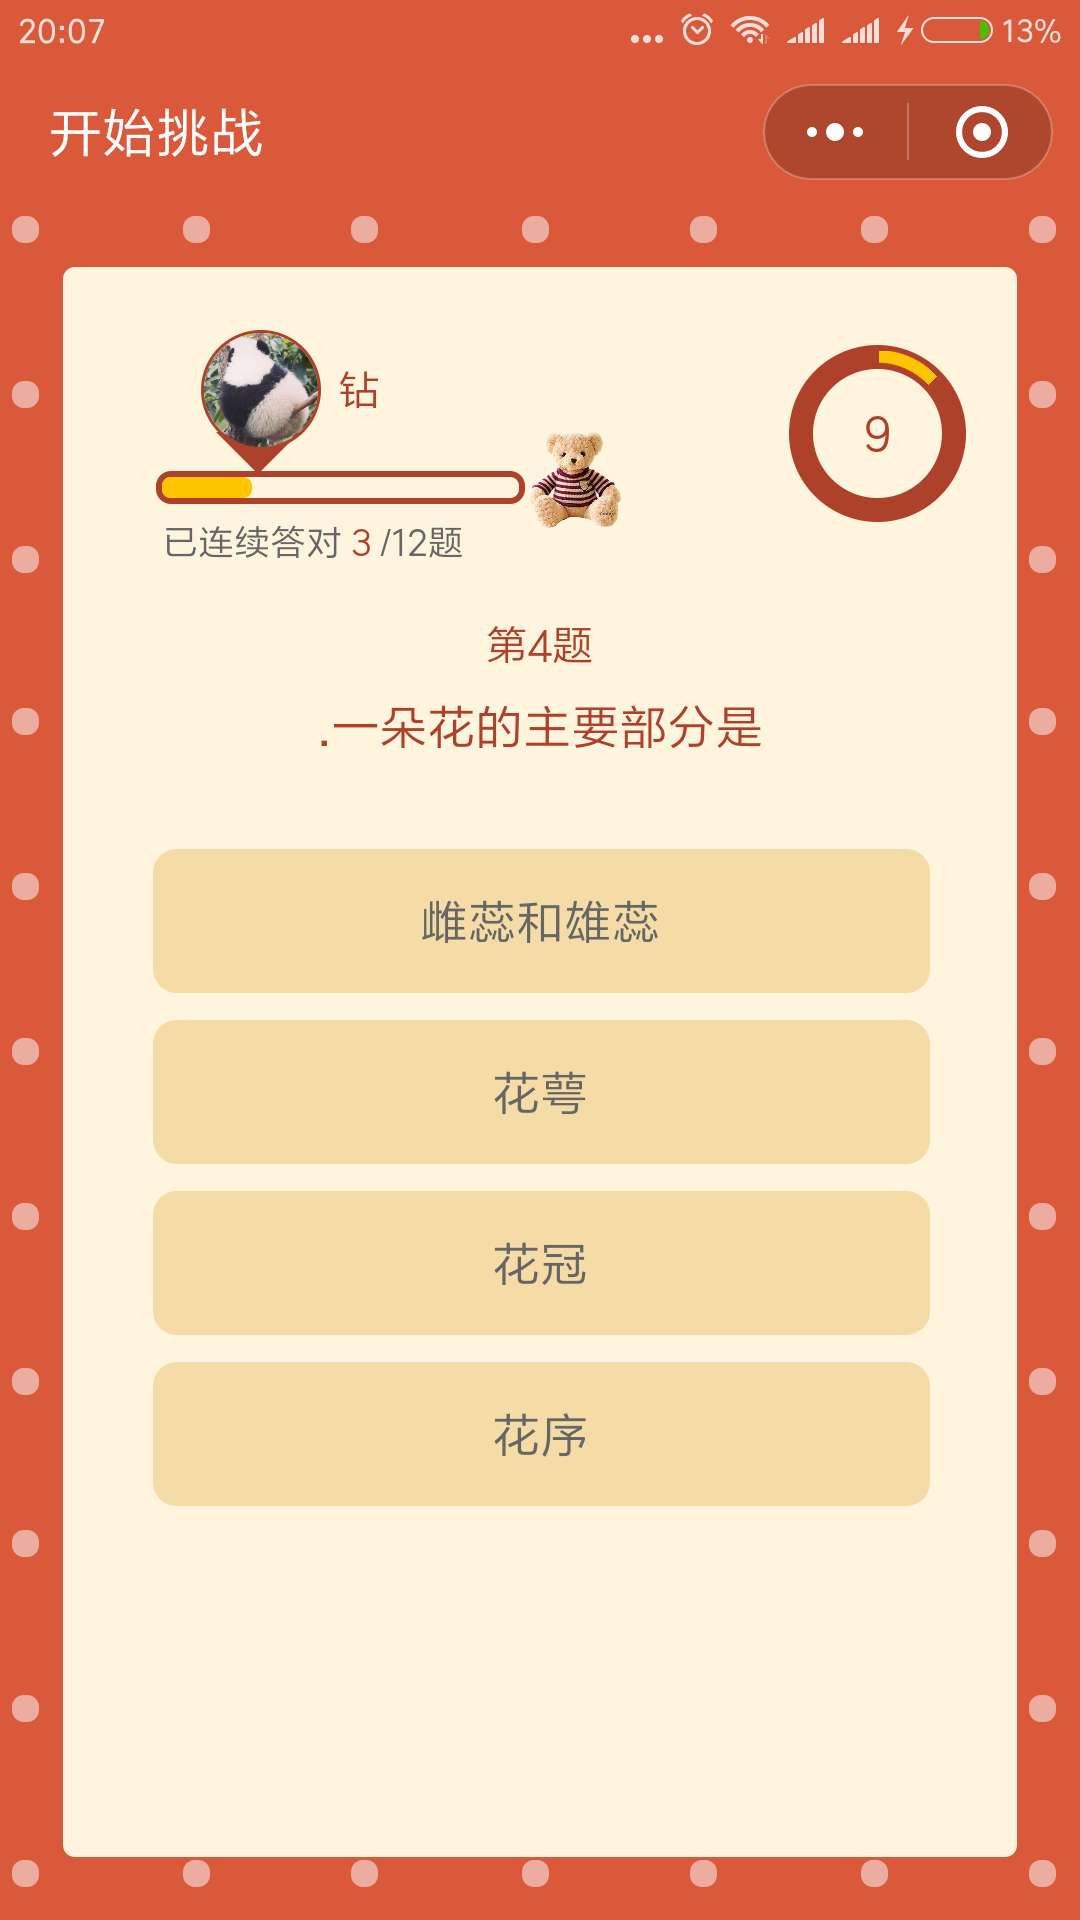 20:07
13%
开始挑战
钻
9
已连续答对 3 /12题
第4题
.一朵花的主要部分是
雌蕊和雄蕊
花萼
花冠
花序